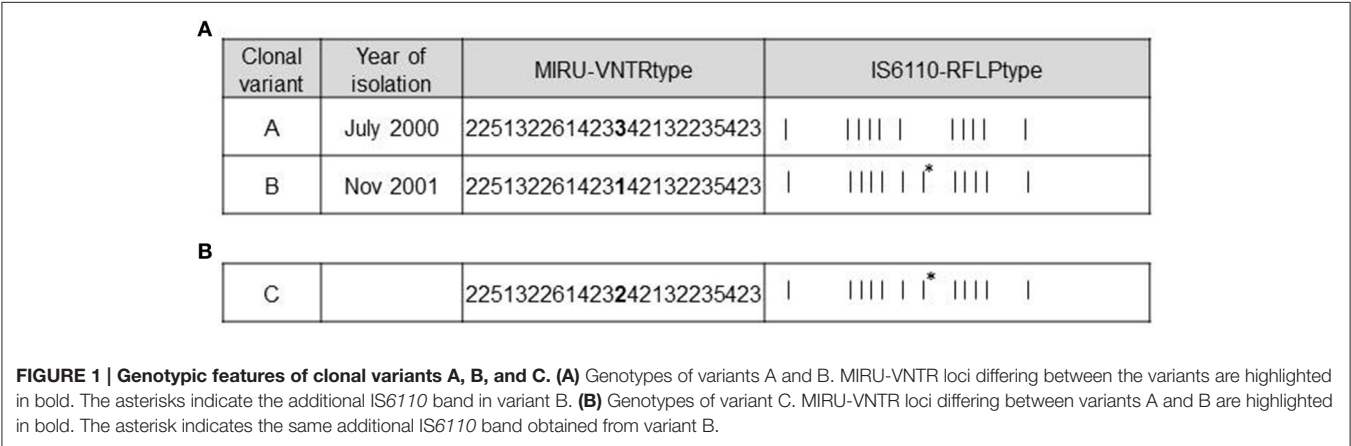 A
Clonal variant
Year of isolation
MIRU-VNTRtype
IS6110-RFLPtype
A
July 2000
225132261423342132235423
B
Nov 2001
225132261423142132235423
*
B
C
225132261423242132235423
*
FIGURE 1 | Genotypic features of clonal variants A, B, and C. (A) Genotypes of variants A and B. MIRU-VNTR loci differing between the variants are highlighted
in bold. The asterisks indicate the additional IS6110 band in variant B. (B) Genotypes of variant C. MIRU-VNTR loci differing between variants A and B are highlighted
in bold. The asterisk indicates the same additional IS6110 band obtained from variant B.